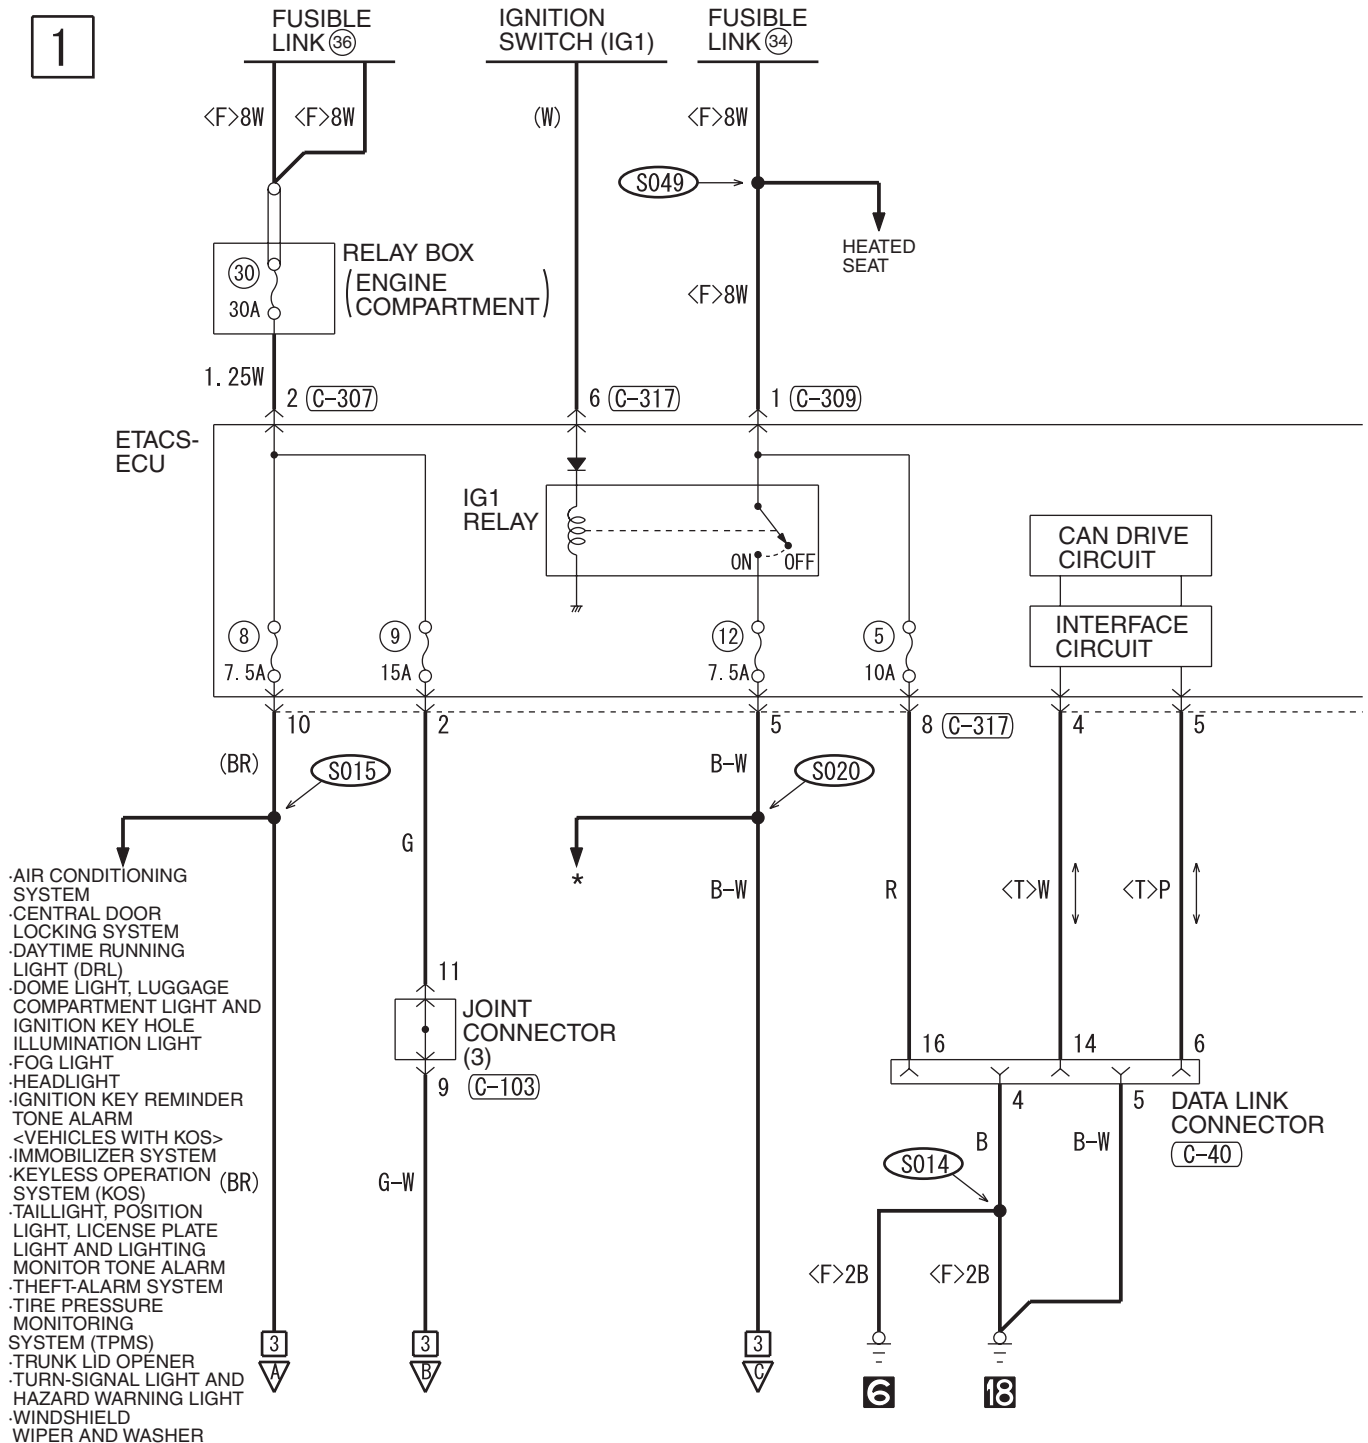 1
FUSIBLE
LINK 36
IGNITION
SWITCH (IG1)
FUSIBLE
LINK 34
<F>8W
<F>8W
(W)
<F>8W
S049
HEATED
SEAT
RELAY BOX
(ENGINE
COMPARTMENT)
30
30A
<F>8W
1.25W
2 C-307
6 C-317
1 C-309
ETACS-
ECU
IG1
RELAY
ON
OFF
CAN DRIVE
CIRCUIT
INTERFACE
CIRCUIT
8
7.5A
9
15A
12
7.5A
5
10A
10
2
5
8 C-317
4
5
(BR)
S015
B-W
S020
G
*
B-W
R
<T>W
<T>P
·AIR CONDITIONING
SYSTEM
·CENTRAL DOOR
LOCKING SYSTEM
·DAYTIME RUNNING
LIGHT (DRL)
·DOME LIGHT, LUGGAGE
COMPARTMENT LIGHT AND
IGNITION KEY HOLE
ILLUMINATION LIGHT
·FOG LIGHT
·HEADLIGHT
·IGNITION KEY REMINDER
TONE ALARM
<VEHICLES WITH KOS>
·IMMOBILIZER SYSTEM
·KEYLESS OPERATION
SYSTEM (KOS)
·TAILLIGHT, POSITION
LIGHT, LICENSE PLATE
LIGHT AND LIGHTING
MONITOR TONE ALARM
·THEFT-ALARM SYSTEM
·TIRE PRESSURE
MONITORING
SYSTEM (TPMS)
·TRUNK LID OPENER
·TURN-SIGNAL LIGHT AND
HAZARD WARNING LIGHT
·WINDSHIELD
WIPER AND WASHER
11
JOINT
CONNECTOR
(3)
9 C-103
16
14
6
4
5
DATA LINK
CONNECTOR
C-40
B
B-W
S014
(BR)
G-W
<F>2B
<F>2B
3
A
3
B
3
C
6
18